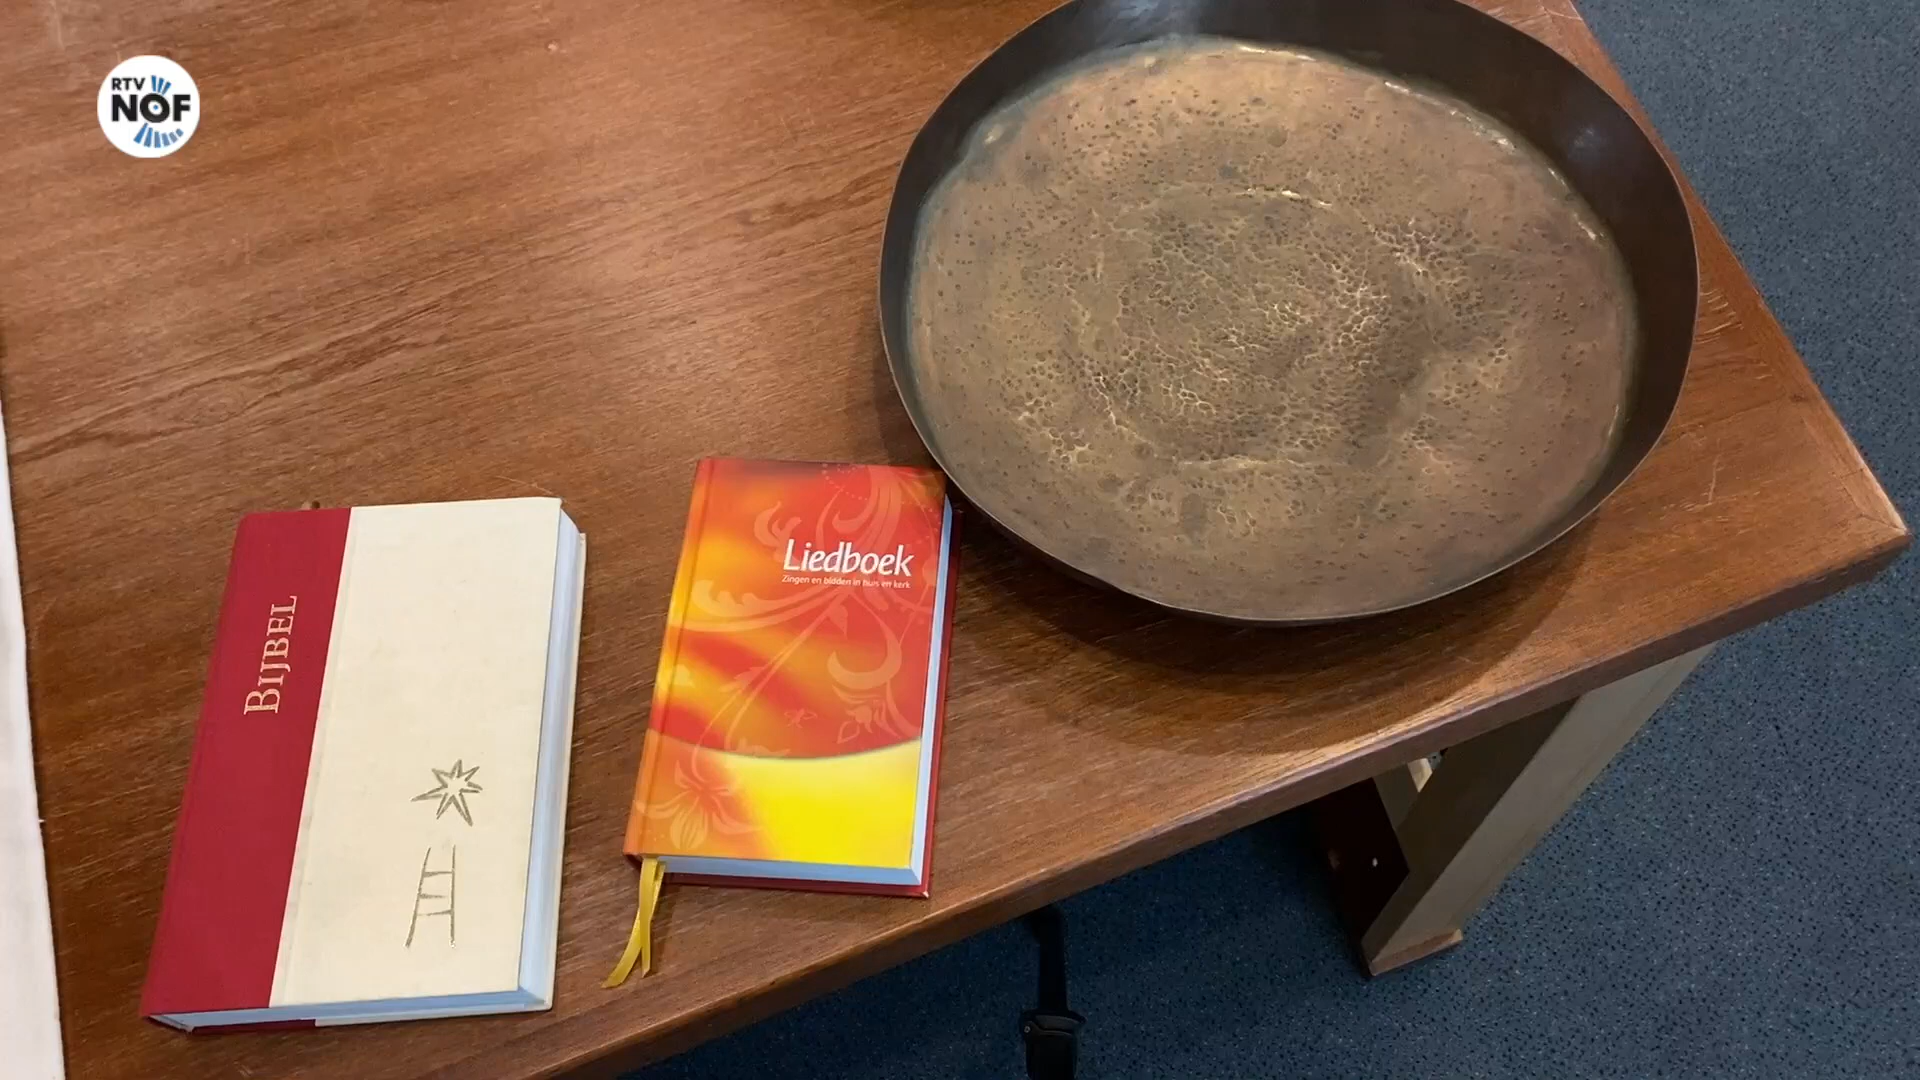 RTV
NOF
BIJBEL
Liedboek
Zingen en bidden in huis en kerk